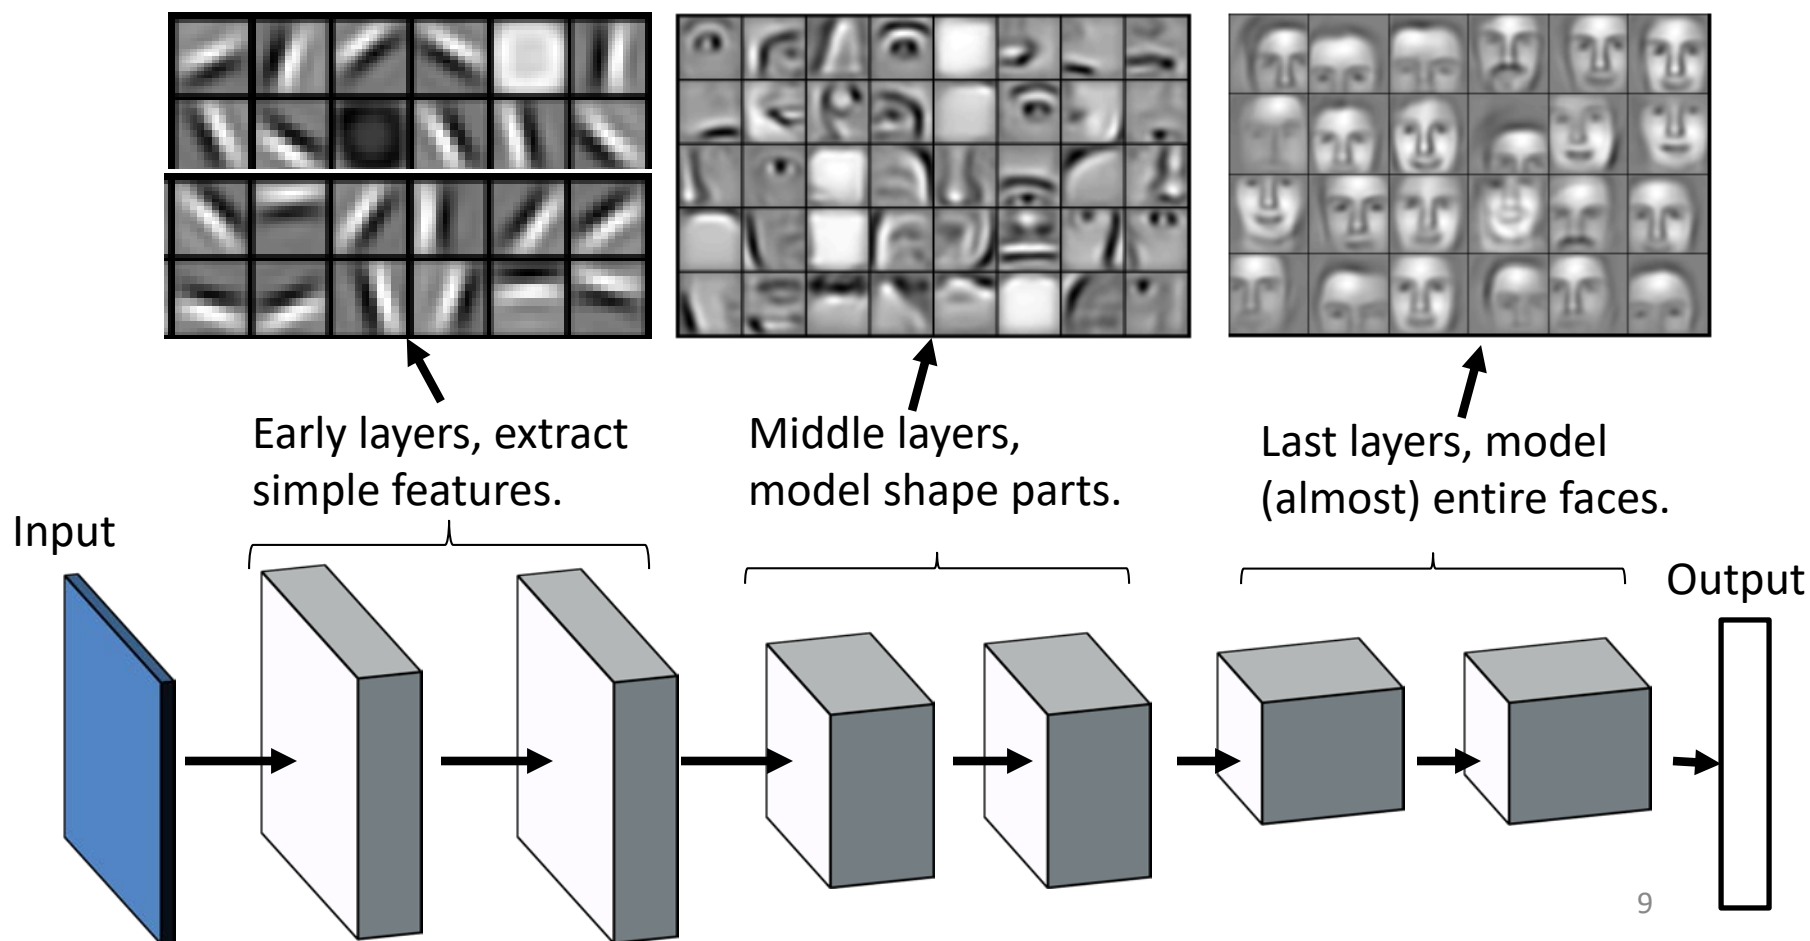 Early layers, extract
simple features.
Middle layers,
model shape parts.
Last layers, model
(almost) entire faces.
Input
Output
9